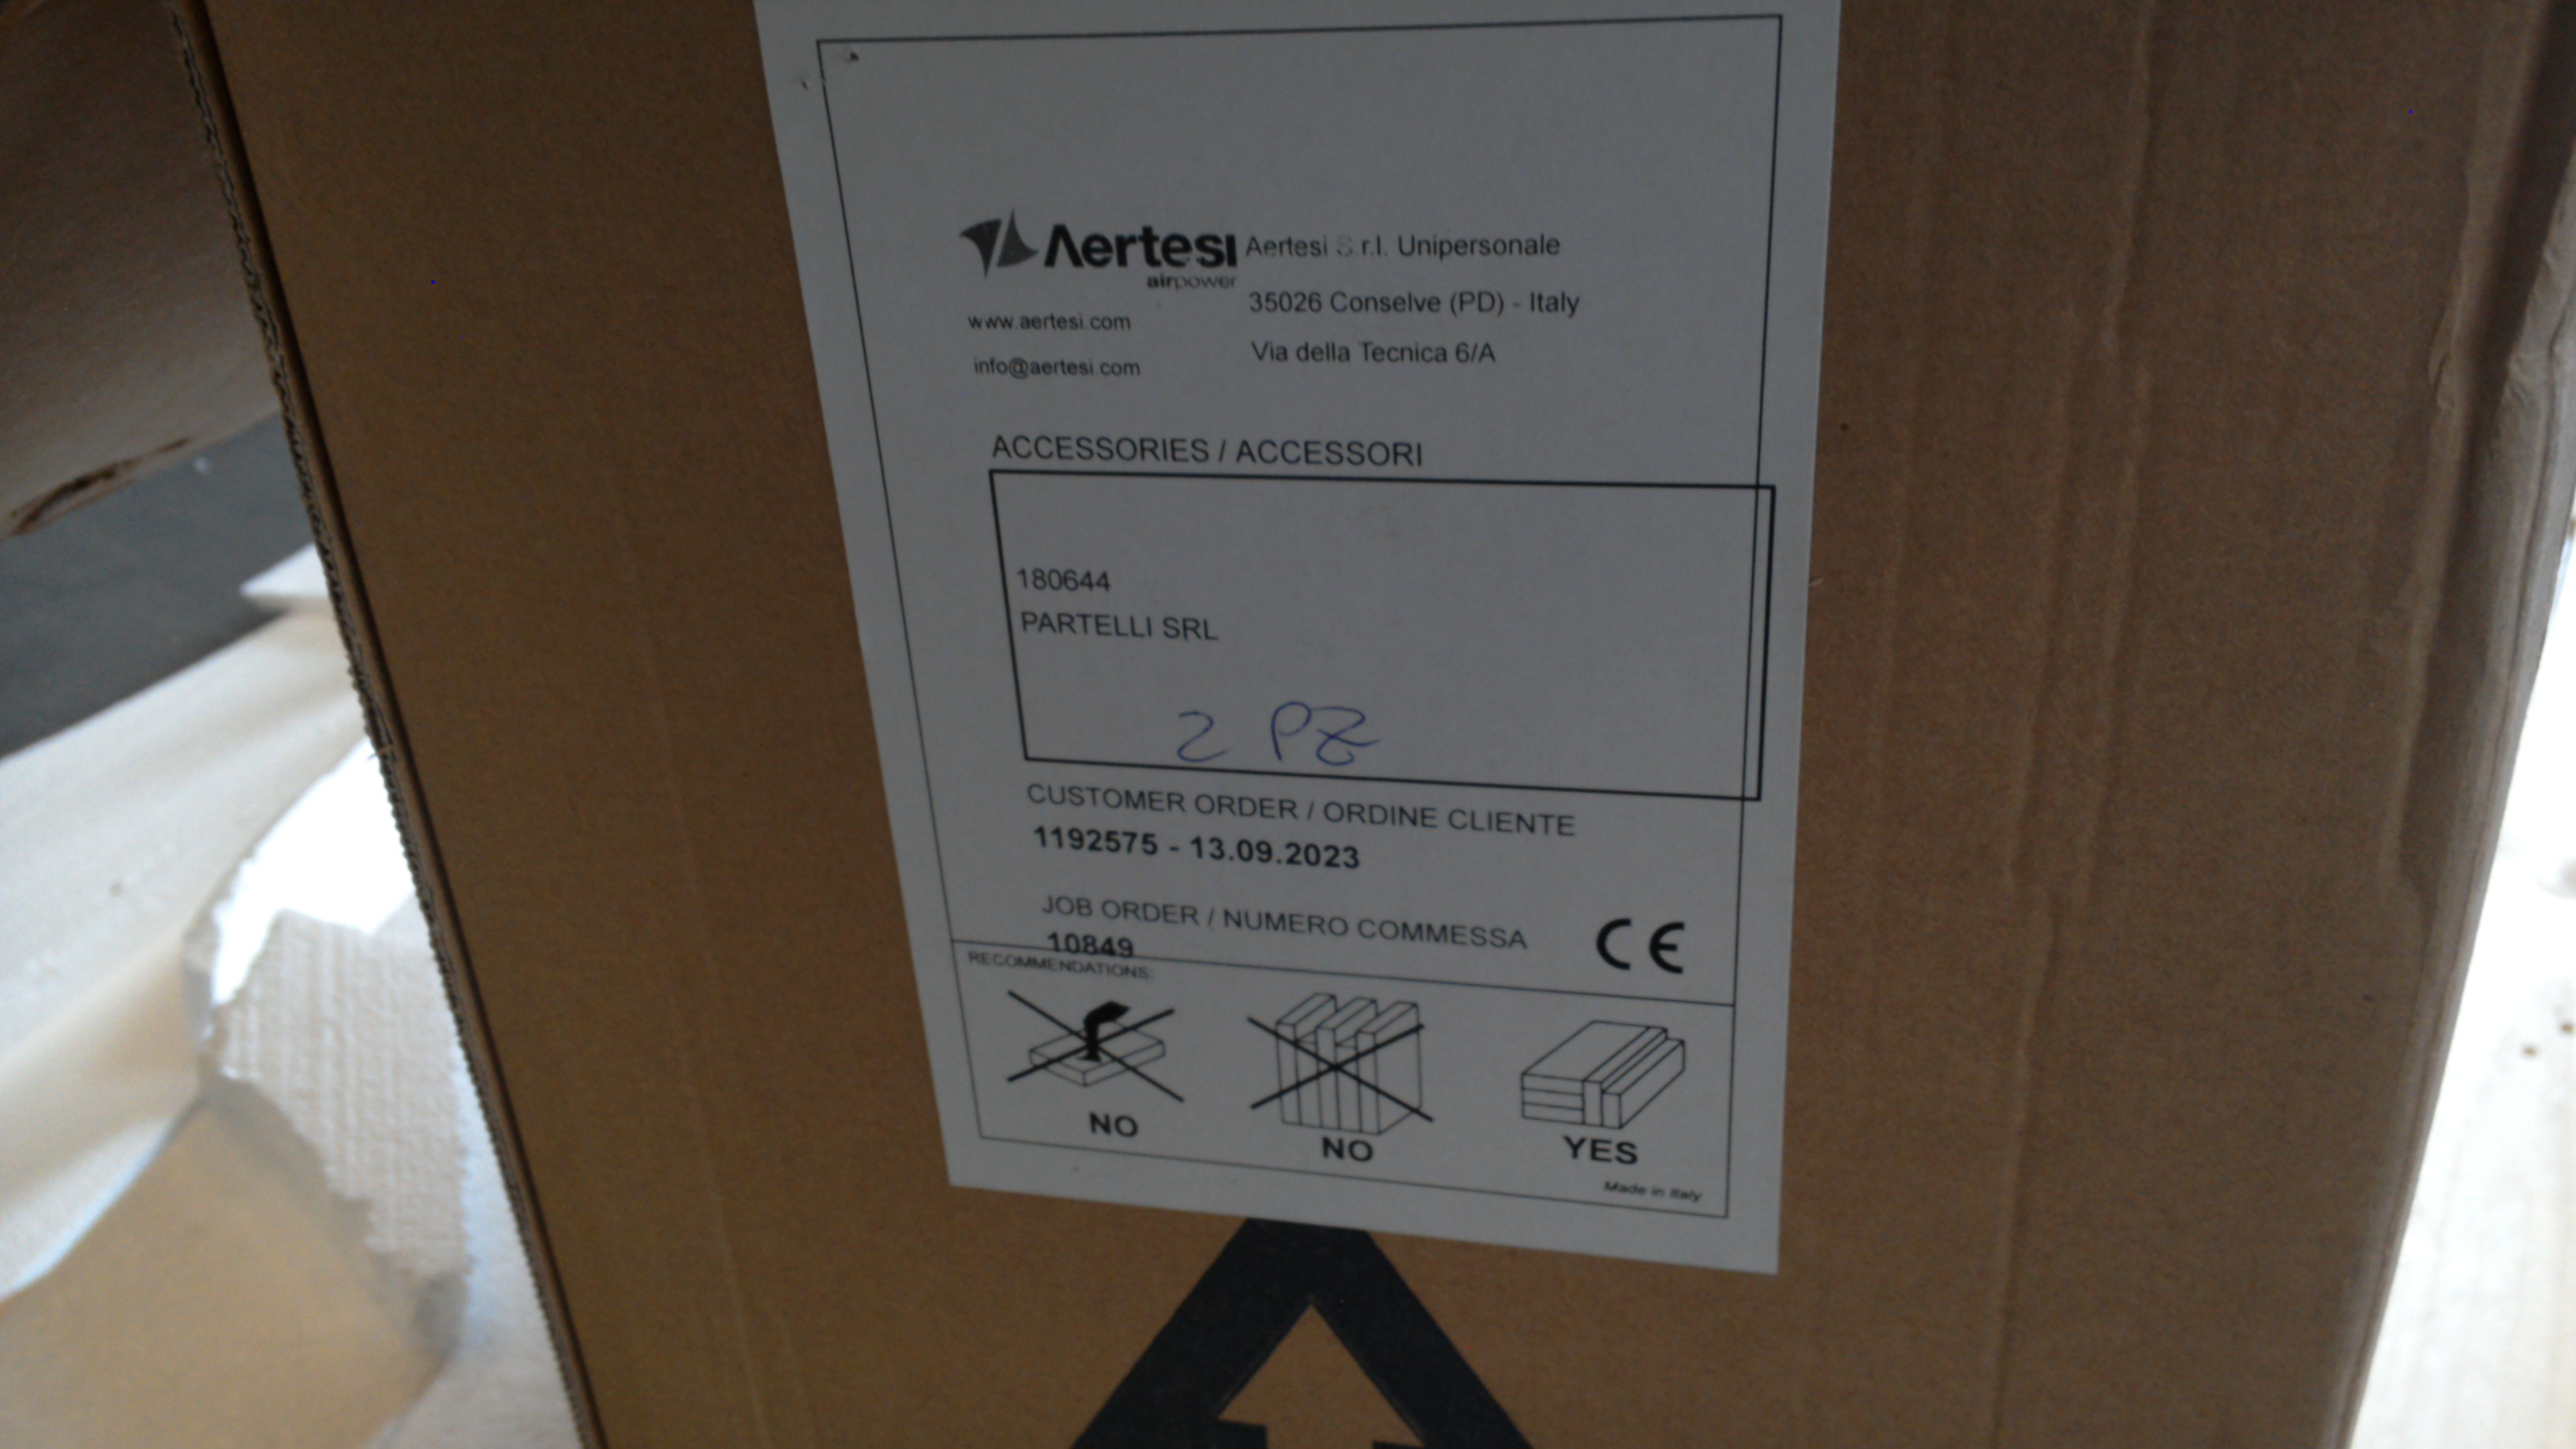 Aertesi
airpower
Aertesi S.r.l. Unipersonale
35026 Conselve (PD) - Italy
Via della Tecnica 6/A
www.aertesi.com
info@aertesi.com
ACCESSORIES / ACCESSORI
180644
PARTELLI SRL
2 PZ
CUSTOMER ORDER / ORDINE CLIENTE
1192575 - 13.09.2023
JOB ORDER / NUMERO COMMESSA
10849
CE
RECOMMENDATIONS:
NO
NO
YES
Made in Italy